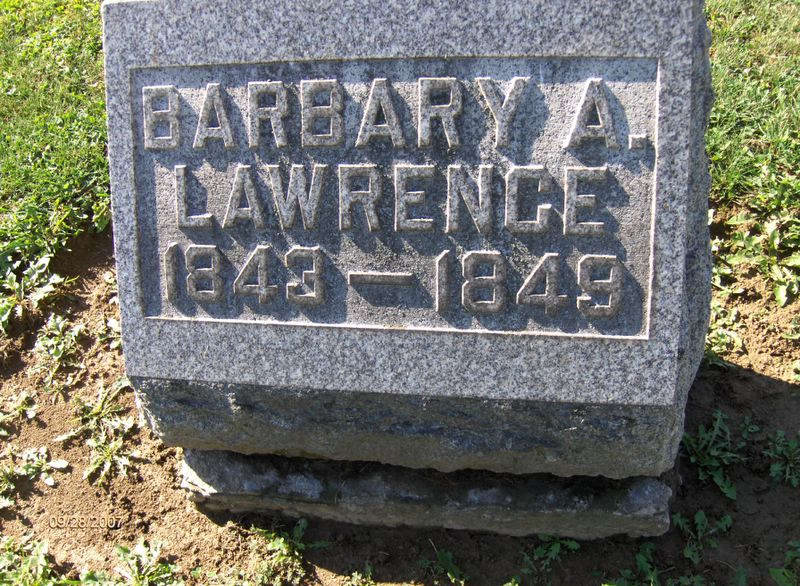 BARBARY A.
LAWRENCE
1843 — 1849
09/28/2007